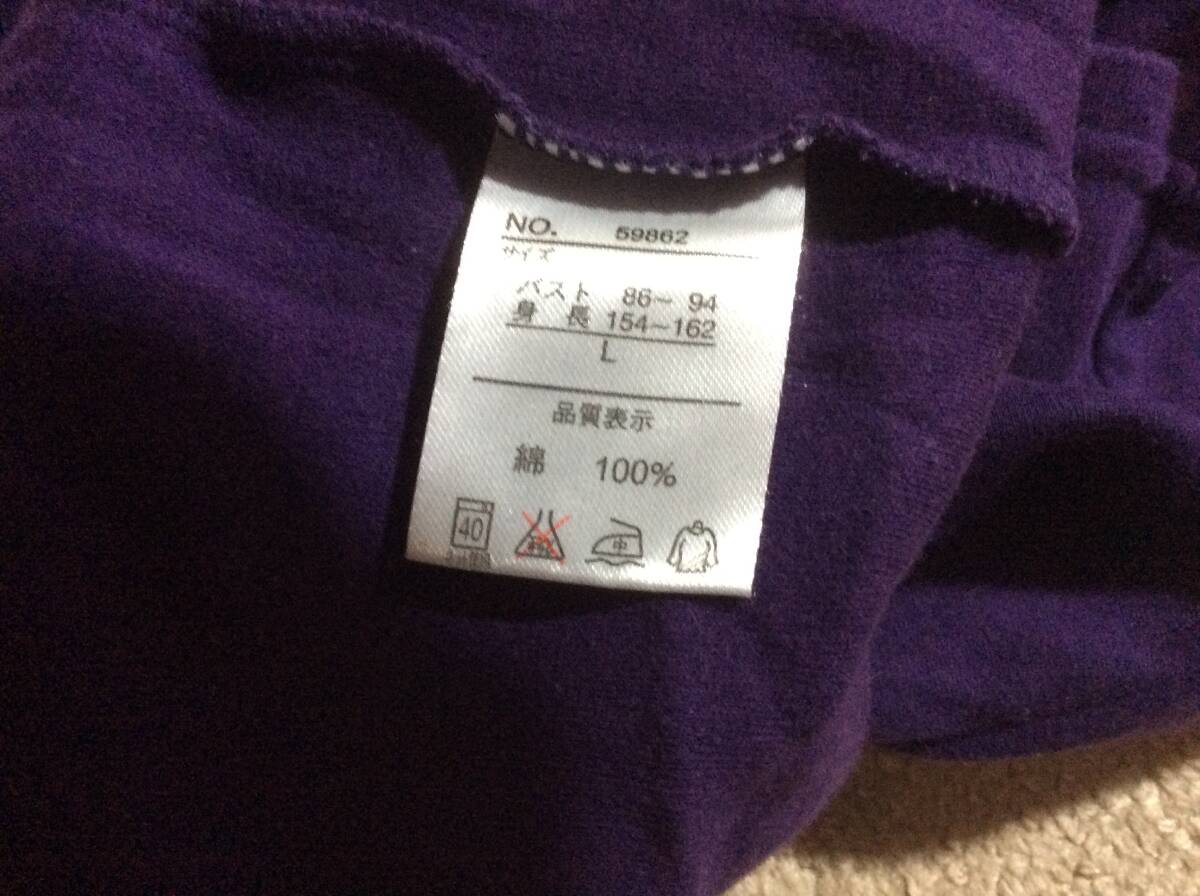 NO. 59862
サイズ
バスト 86～94
身長 154～162
L
品質表示
綿 100%
40 中